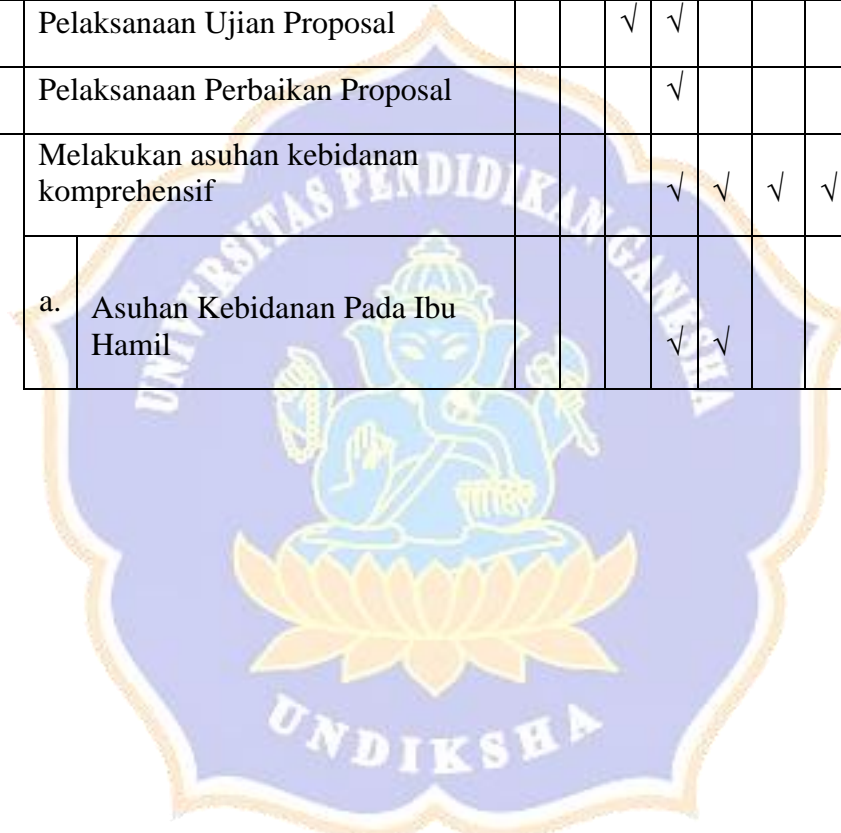 Pelaksanaan Ujian Proposal √ √
Pelaksanaan Perbaikan Proposal √
Melakukan asuhan kebidanan
komprehensif √ √ √ √
a. Asuhan Kebidanan Pada Ibu
Hamil √ √
UNIVERSITAS PENDIDIKAN GANESHA
UNDIKSHA